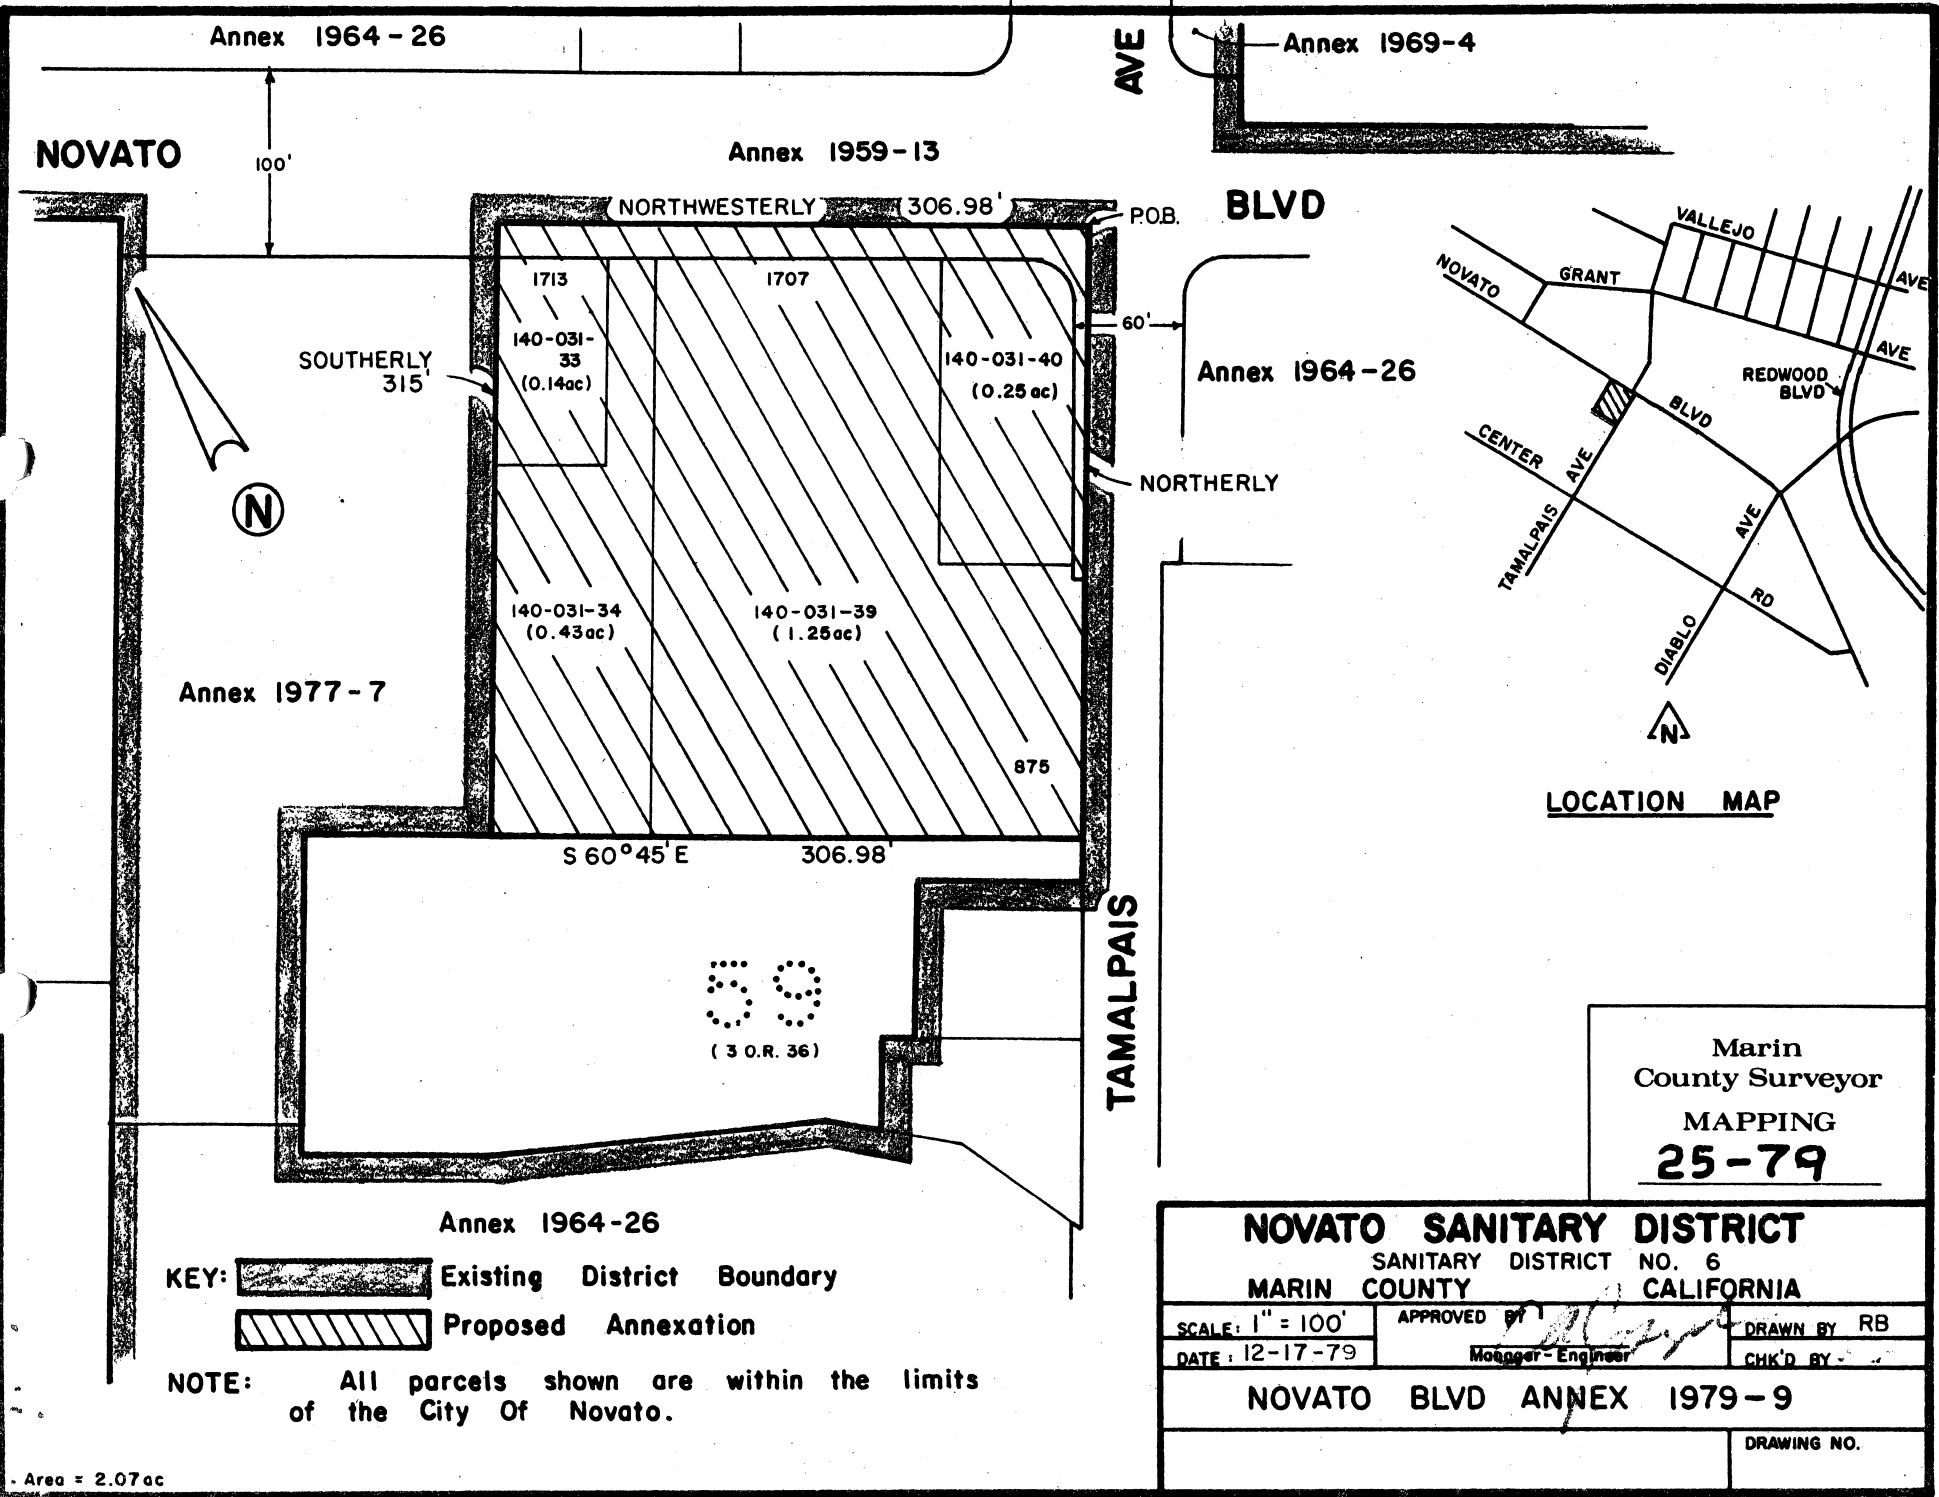 Annex 1964-26
AVE
Annex 1969-4
NOVATO
100'
Annex 1959-13
NORTHWESTERLY 306.98'
P.O.B.
BLVD
1713
1707
60'
SOUTHERLY
315'
140-031-
33
(0.14ac)
140-031-40
(0.25ac)
Annex 1964-26
NORTHERLY
N
140-031-34
(0.43ac)
140-031-39
(1.25ac)
Annex 1977-7
875
S 60°45' E 306.98'
59
(3 O.R. 36)
TAMALPAIS
Annex 1964-26
VALLEJO
AVE
NOVATO
GRANT
AVE
REDWOOD
BLVD
BLVD
CENTER
AVE
TAMALPAIS
AVE
RD
DIABLO
N
LOCATION MAP
KEY: Existing District Boundary
Proposed Annexation
NOTE: All parcels shown are within the limits
of the City Of Novato.
Area = 2.07ac
Marin
County Surveyor
MAPPING
25-79
NOVATO SANITARY DISTRICT
SANITARY DISTRICT NO. 6
MARIN COUNTY CALIFORNIA
SCALE: 1" = 100'
APPROVED BY
DRAWN BY RB
DATE: 12-17-79
Manager-Engineer
CHK'D BY
NOVATO BLVD ANNEX 1979-9
DRAWING NO.